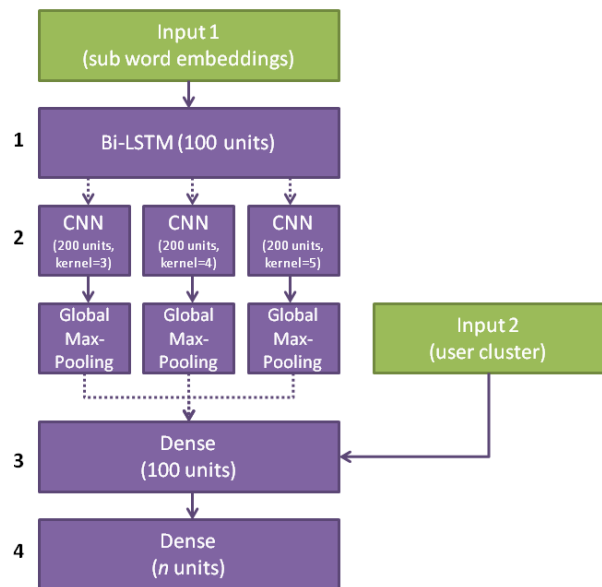 Input 1
(sub word embeddings)
1
Bi-LSTM (100 units)
2
CNN
(200 units,
kernel=3)
CNN
(200 units,
kernel=4)
CNN
(200 units,
kernel=5)
Global
Max-
Pooling
Global
Max-
Pooling
Global
Max-
Pooling
Input 2
(user cluster)
3
Dense
(100 units)
4
Dense
(n units)